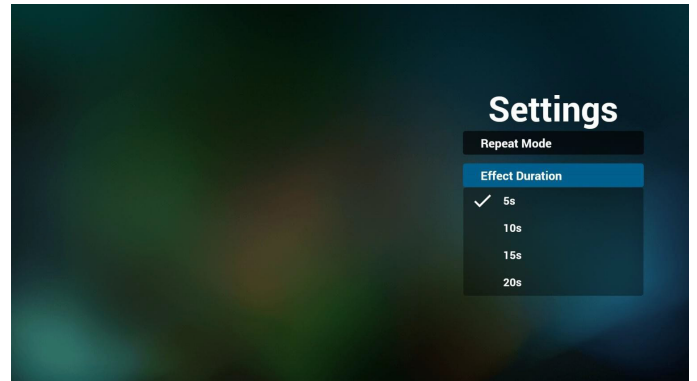 Settings
Repeat Mode
Effect Duration
5s
10s
15s
20s